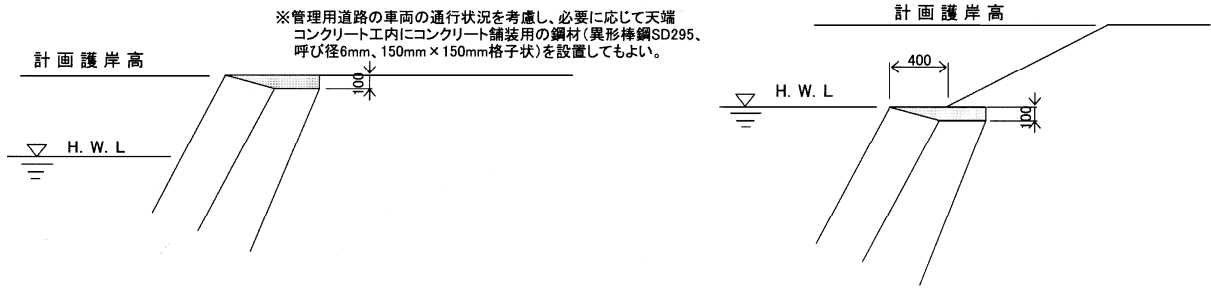 ※管理用道路の車両の通行状況を考慮し、必要に応じて天端
コンクリート工内にコンクリート舗装用の鋼材(異形棒鋼SD295、
呼び径6mm、150mm×150mm格子状)を設置してもよい。
計画護岸高
100
H.W.L
計画護岸高
400
H.W.L
100